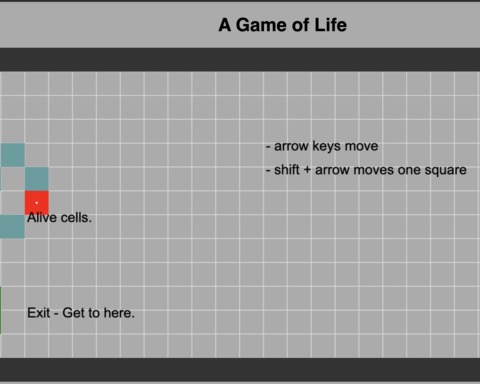 A Game of Life
- arrow keys move
- shift + arrow moves one square
Alive cells.
Exit - Get to here.